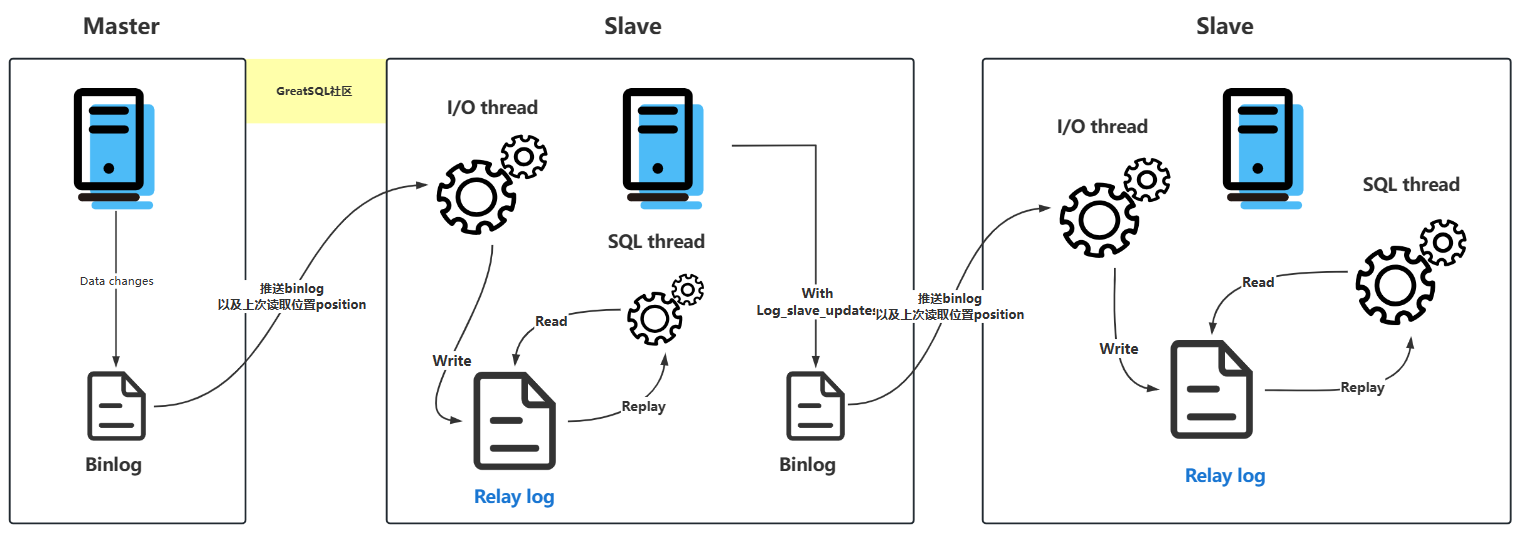 Master
Slave
Slave
GreatSQL社区
I/O thread
I/O thread
SQL thread
SQL thread
Data changes
推送binlog
以及上次读取位置position
With
Log_slave_updates
推送binlog
以及上次读取位置position
Read
Read
Write
Write
Replay
Replay
Binlog
Relay log
Binlog
Relay log